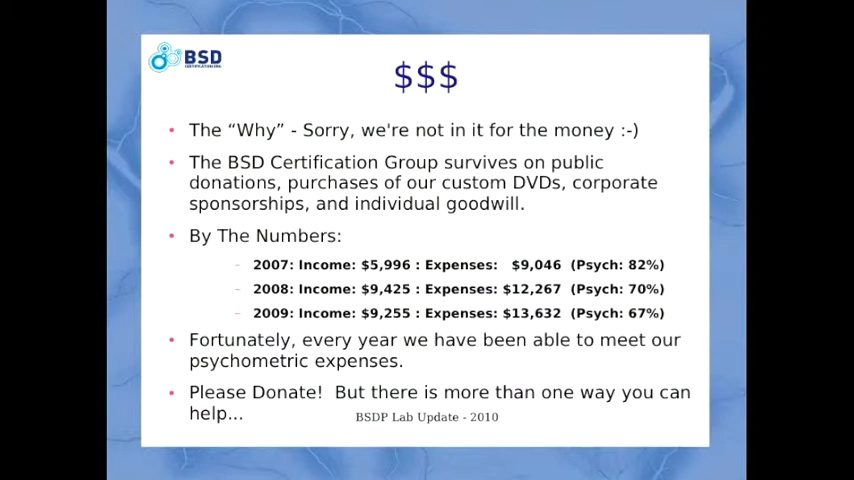 BSD
$$$
• The “Why” - Sorry, we're not in it for the money :-)
• The BSD Certification Group survives on public
donations, purchases of our custom DVDs, corporate
sponsorships, and individual goodwill.
• By The Numbers:
– 2007: Income: $5,996 : Expenses: $9,046 (Psych: 82%)
– 2008: Income: $9,425 : Expenses: $12,267 (Psych: 70%)
– 2009: Income: $9,255 : Expenses: $13,632 (Psych: 67%)
• Fortunately, every year we have been able to meet our
psychometric expenses.
• Please Donate! But there is more than one way you can
help...
BSDP Lab Update - 2010